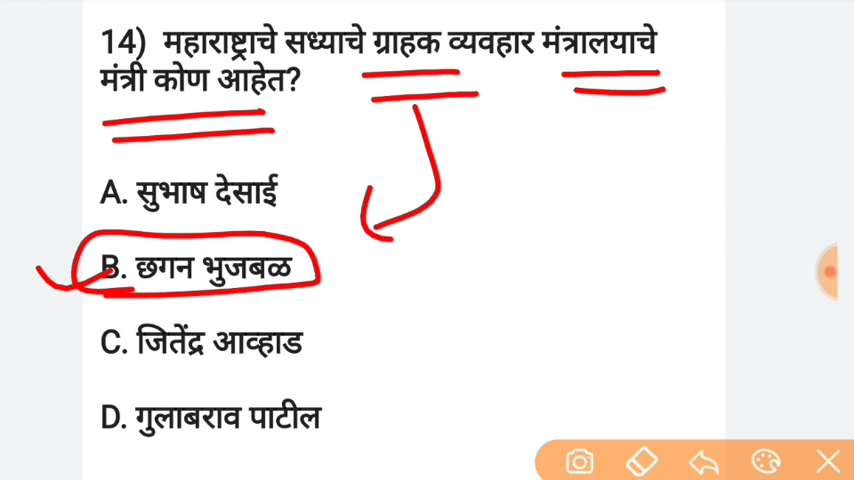 14) महाराष्ट्राचे सध्याचे ग्राहक व्यवहार मंत्रालयाचे
मंत्री कोण आहेत?
A. सुभाष देसाई
B. छगन भुजबळ
C. जितेंद्र आव्हाड
D. गुलाबराव पाटील